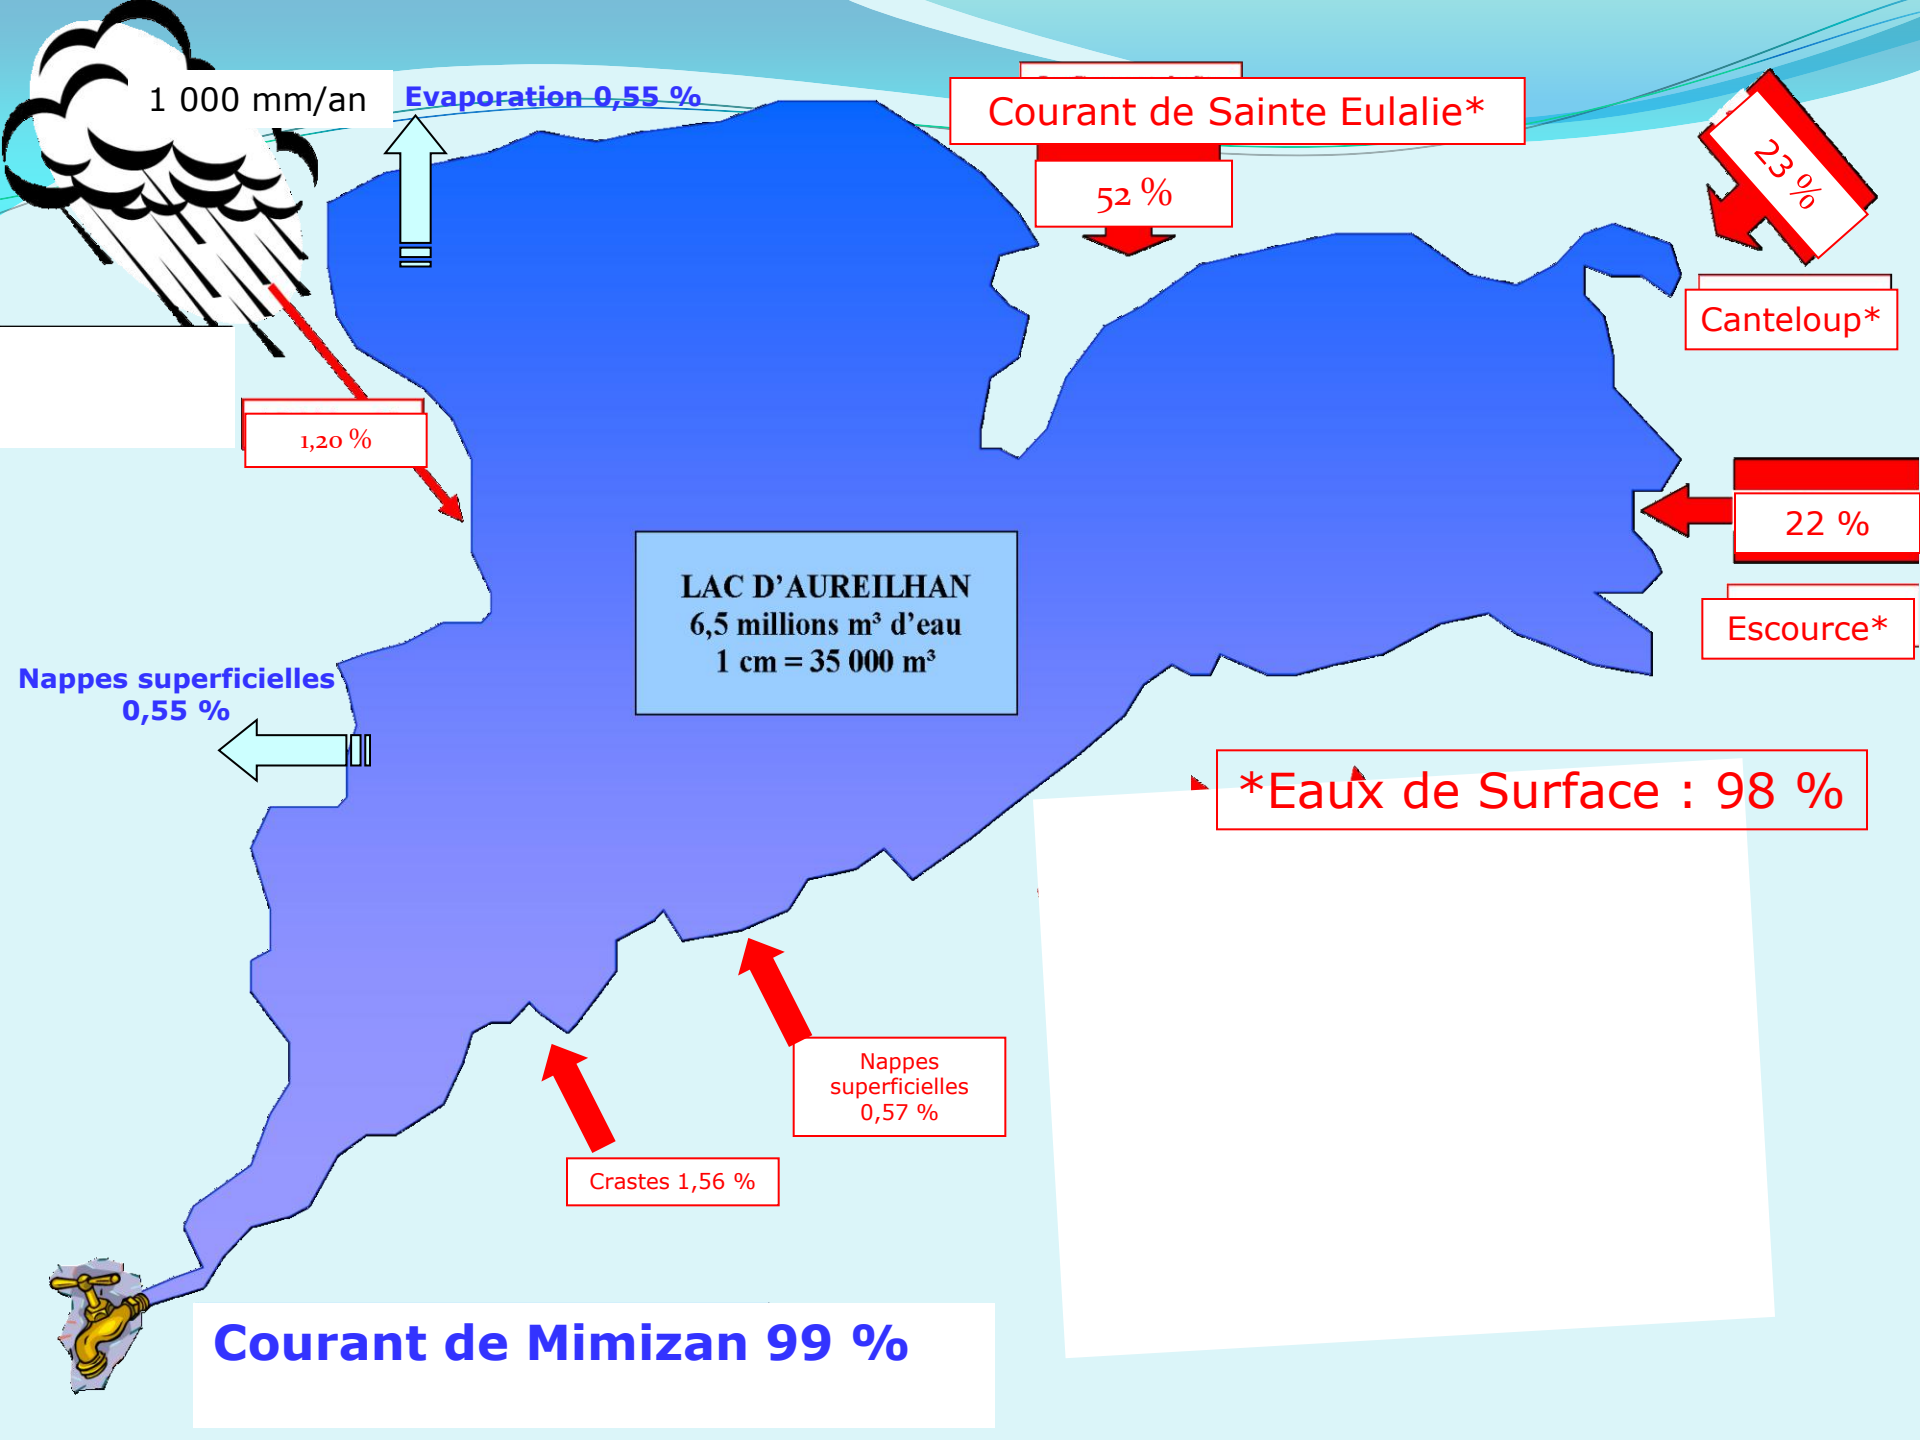 1 000 mm/an
Evaporation 0,55 %
Courant de Sainte Eulalie*
52 %
23 %
Canteloup*
1,20 %
22 %
Escource*
LAC D'AUREILHAN
6,5 millions m³ d'eau
1 cm = 35 000 m³
Nappes superficielles
0,55 %
*Eaux de Surface : 98 %
Nappes
superficielles
0,57 %
Crastes 1,56 %
Courant de Mimizan 99 %